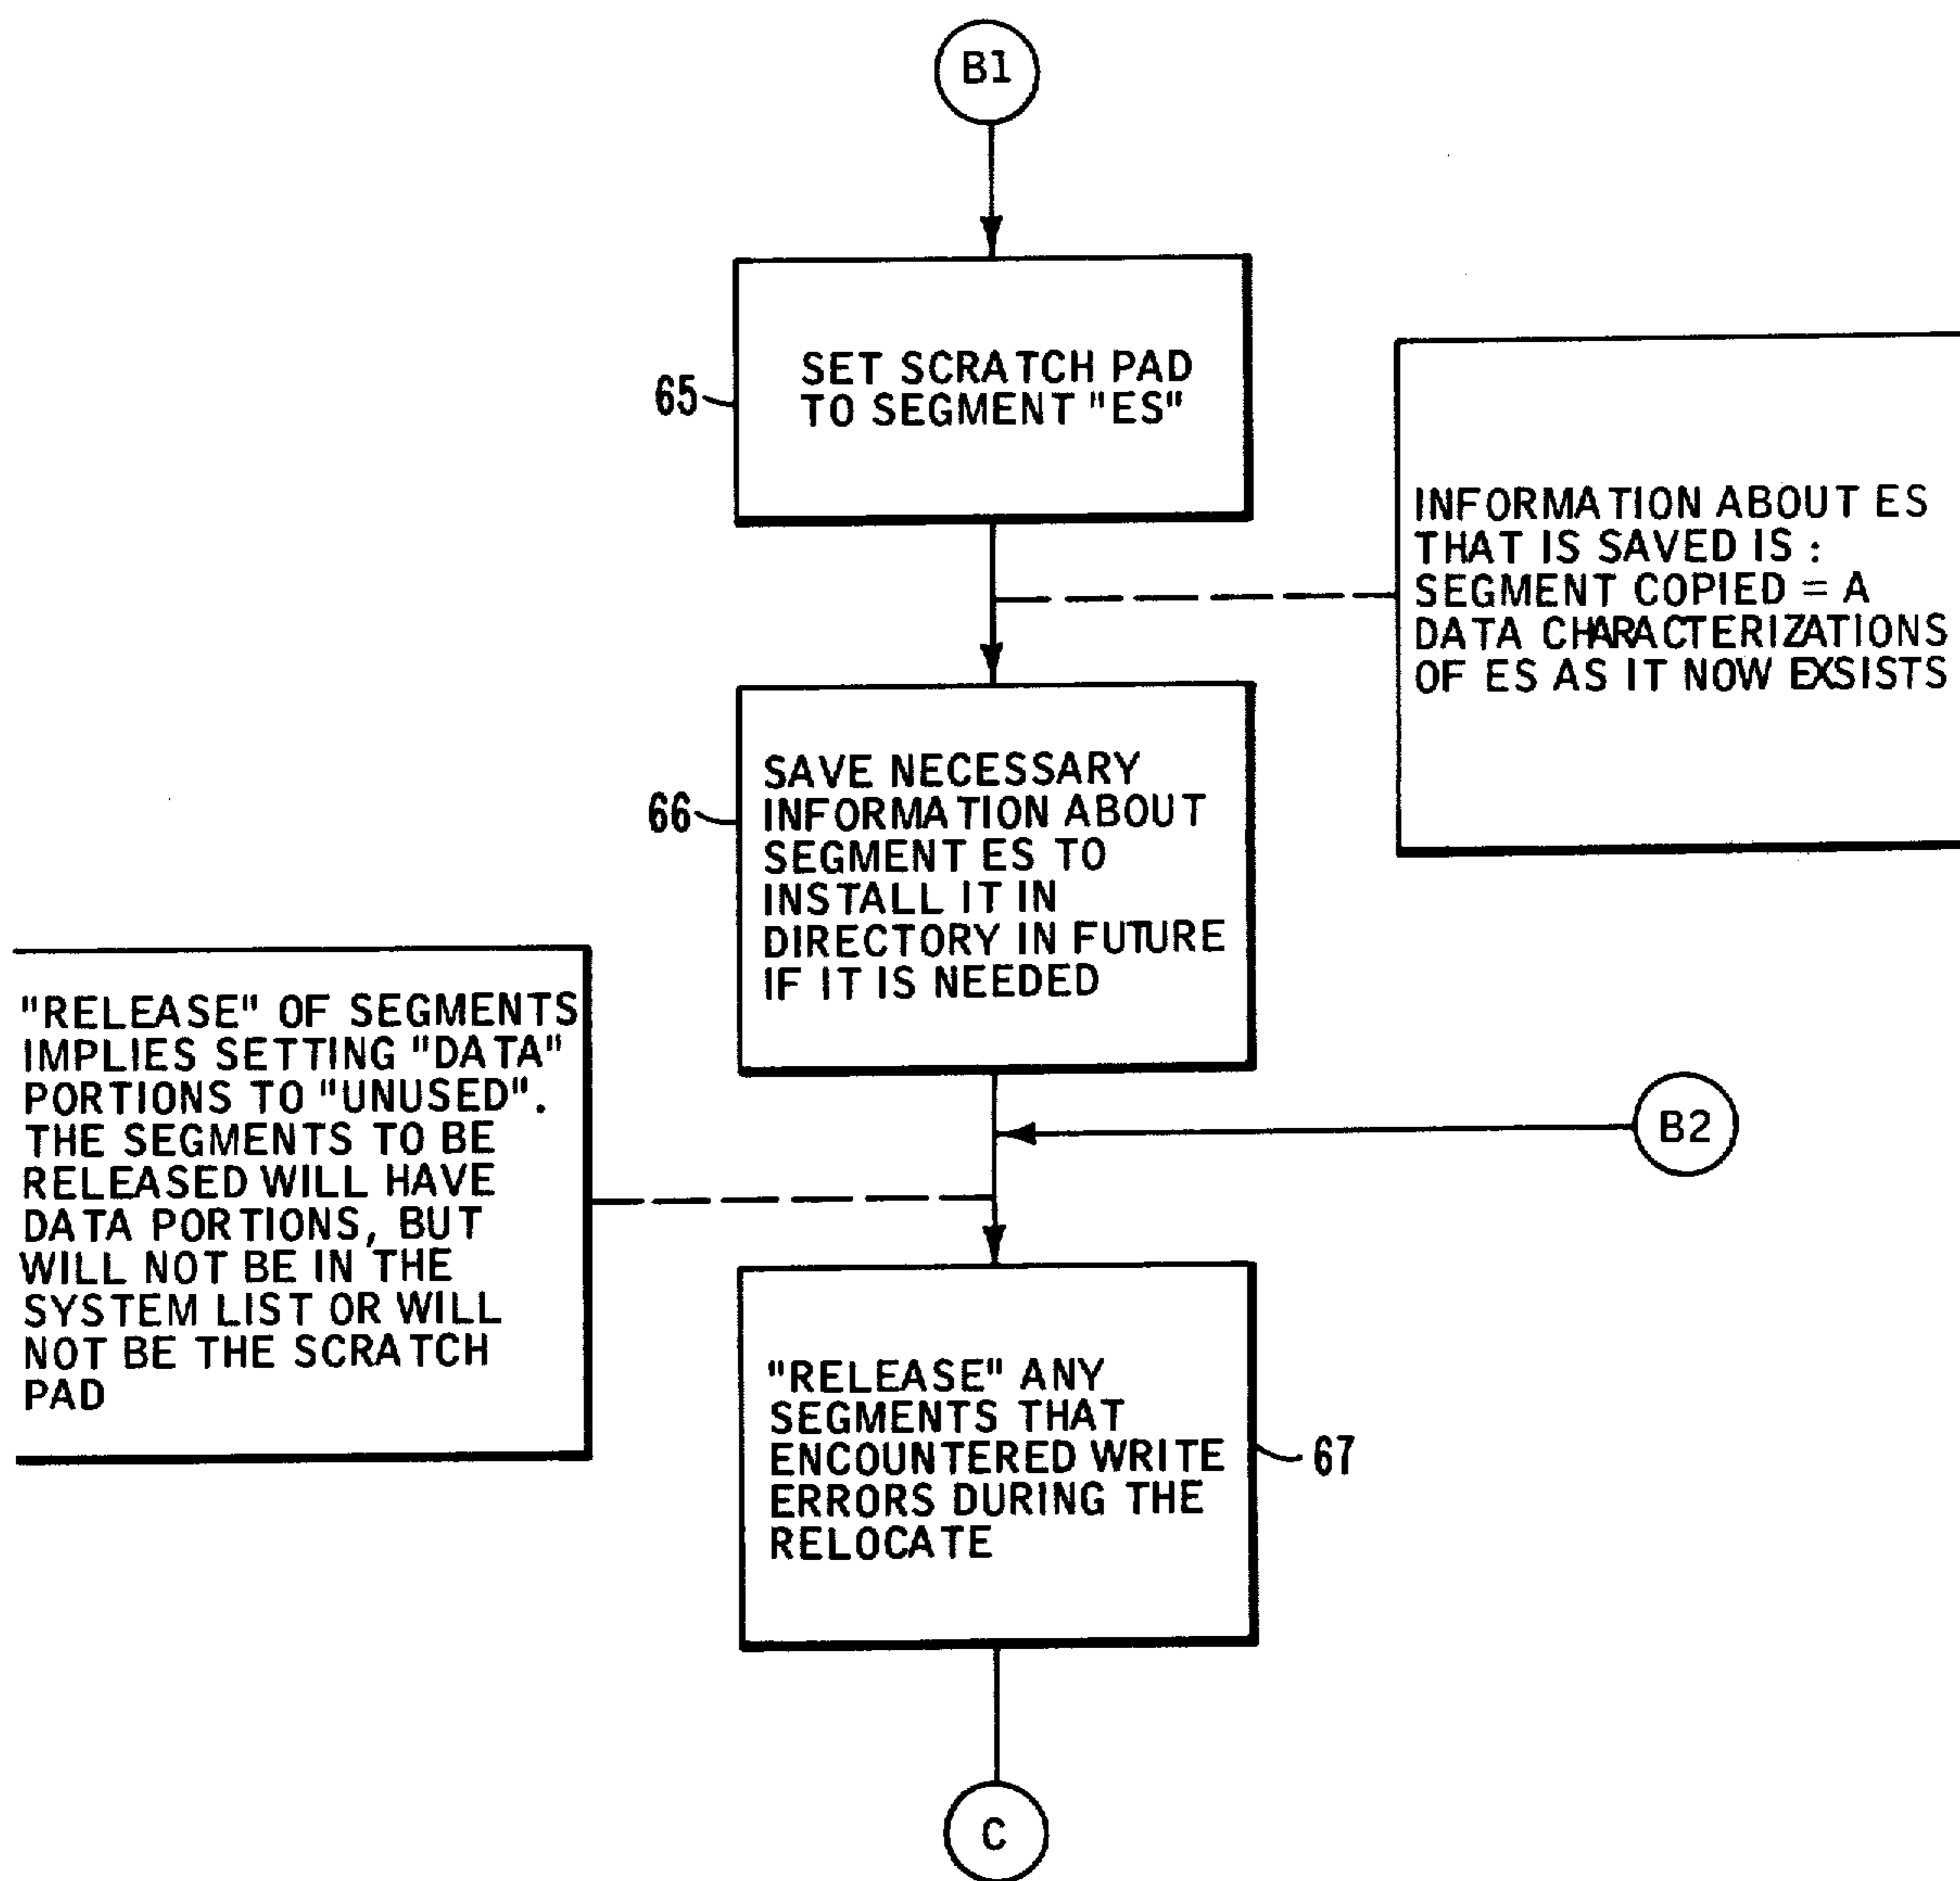 B1
65
SET SCRATCH PAD
TO SEGMENT "ES"
INFORMATION ABOUT ES
THAT IS SAVED IS :
SEGMENT COPIED = A
DATA CHARACTERIZATIONS
OF ES AS IT NOW EXSISTS
66
SAVE NECESSARY
INFORMATION ABOUT
SEGMENT ES TO
INSTALL IT IN
DIRECTORY IN FUTURE
IF IT IS NEEDED
"RELEASE" OF SEGMENTS
IMPLIES SETTING "DATA"
PORTIONS TO "UNUSED".
THE SEGMENTS TO BE
RELEASED WILL HAVE
DATA PORTIONS, BUT
WILL NOT BE IN THE
SYSTEM LIST OR WILL
NOT BE THE SCRATCH
PAD
B2
"RELEASE" ANY
SEGMENTS THAT
ENCOUNTERED WRITE
ERRORS DURING THE
RELOCATE
67
C